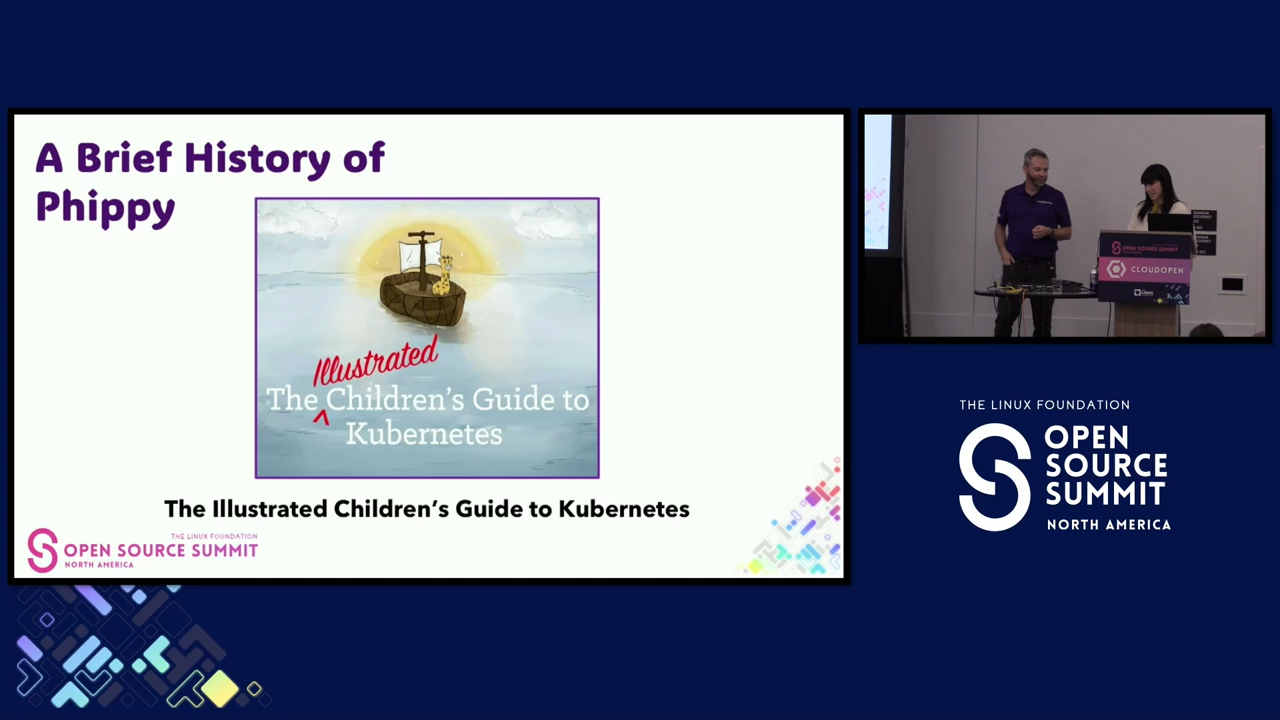 A Brief History of
Phippy
Illustrated
The ^ Children's Guide to
Kubernetes
The Illustrated Children's Guide to Kubernetes
THE LINUX FOUNDATION
OPEN SOURCE SUMMIT
NORTH AMERICA
OPEN SOURCE SUMMIT
CLOUDOPEN
THE LINUX FOUNDATION
OPEN
SOURCE
SUMMIT
NORTH AMERICA